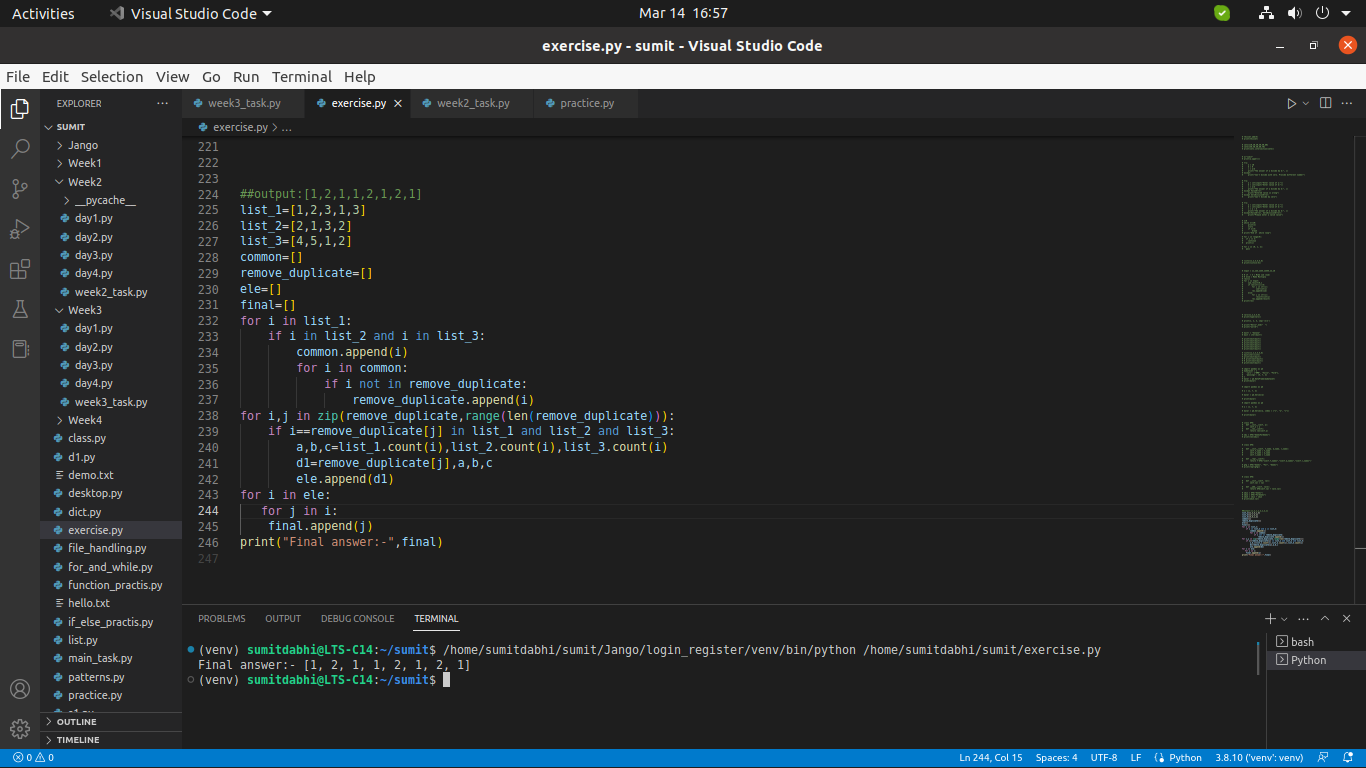 Activities
Visual Studio Code
Mar 14 16:57
exercise.py - sumit - Visual Studio Code
File Edit Selection View Go Run Terminal Help
EXPLORER
SUMIT
Jango
Week1
Week2
__pycache__
day1.py
day2.py
day3.py
day4.py
week2_task.py
Week3
day1.py
day2.py
day3.py
day4.py
week3_task.py
Week4
class.py
d1.py
demo.txt
desktop.py
dict.py
exercise.py
file_handling.py
for_and_while.py
function_practis.py
hello.txt
if_else_practis.py
list.py
main_task.py
patterns.py
practice.py
OUTLINE
TIMELINE
week3_task.py
exercise.py
week2_task.py
practice.py
exercise.py > ...
221
222
223
224 ##output:[1,2,1,1,2,1,2,1]
225 list_1=[1,2,3,1,3]
226 list_2=[2,1,3,2]
227 list_3=[4,5,1,2]
228 common=[]
229 remove_duplicate=[]
230 ele=[]
231 final=[]
232 for i in list_1:
233     if i in list_2 and i in list_3:
234         common.append(i)
235         for i in common:
236             if i not in remove_duplicate:
237                 remove_duplicate.append(i)
238 for i,j in zip(remove_duplicate,range(len(remove_duplicate))):
239     if i==remove_duplicate[j] in list_1 and list_2 and list_3:
240         a,b,c=list_1.count(i),list_2.count(i),list_3.count(i)
241         d1=remove_duplicate[j],a,b,c
242         ele.append(d1)
243 for i in ele:
244    for j in i:
245     final.append(j)
246 print("Final answer:-",final)
247
PROBLEMS OUTPUT DEBUG CONSOLE TERMINAL
(venv) sumitdabhi@LTS-C14:~/sumit$ /home/sumitdabhi/sumit/Jango/login_register/venv/bin/python /home/sumitdabhi/sumit/exercise.py
Final answer:- [1, 2, 1, 1, 2, 1, 2, 1]
(venv) sumitdabhi@LTS-C14:~/sumit$
bash
Python
0 0
Ln 244, Col 15 Spaces: 4 UTF-8 LF Python 3.8.10 ('venv': venv)